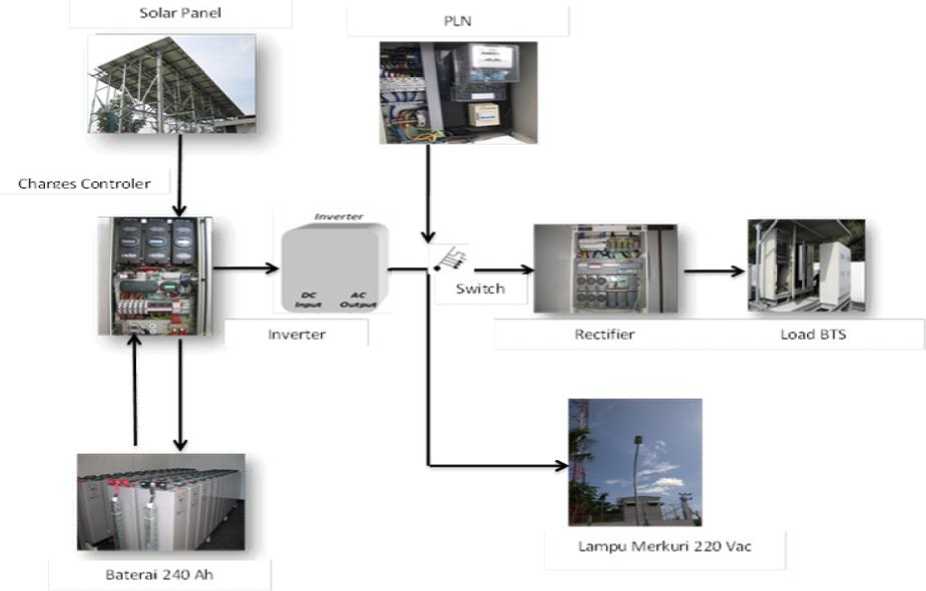 Solar Panel
PLN
Charges Controler
Inverter
DC
Input
AC
Output
Switch
Inverter
Rectifier
Load BTS
Baterai 240 Ah
Lampu Merkuri 220 Vac